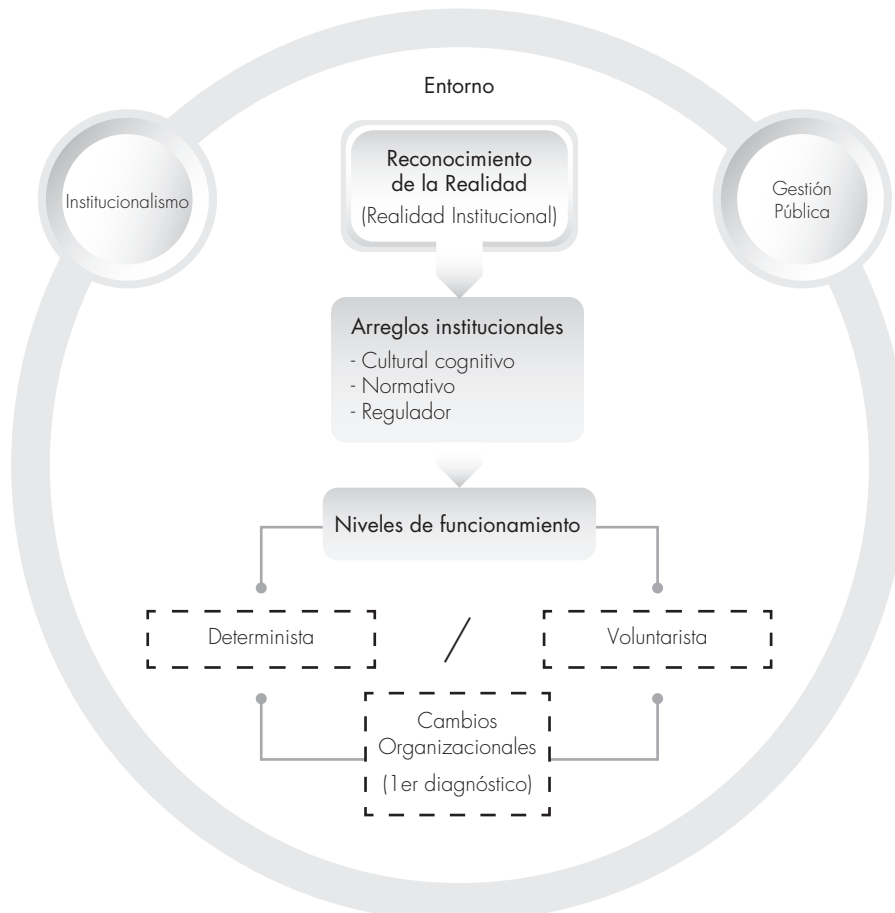 Entorno
Reconocimiento
de la Realidad
(Realidad Institucional)
Institucionalismo
Gestión
Pública
Arreglos institucionales
- Cultural cognitivo
- Normativo
- Regulador
Niveles de funcionamiento
Determinista
/
Voluntarista
Cambios
Organizacionales
(1er diagnóstico)